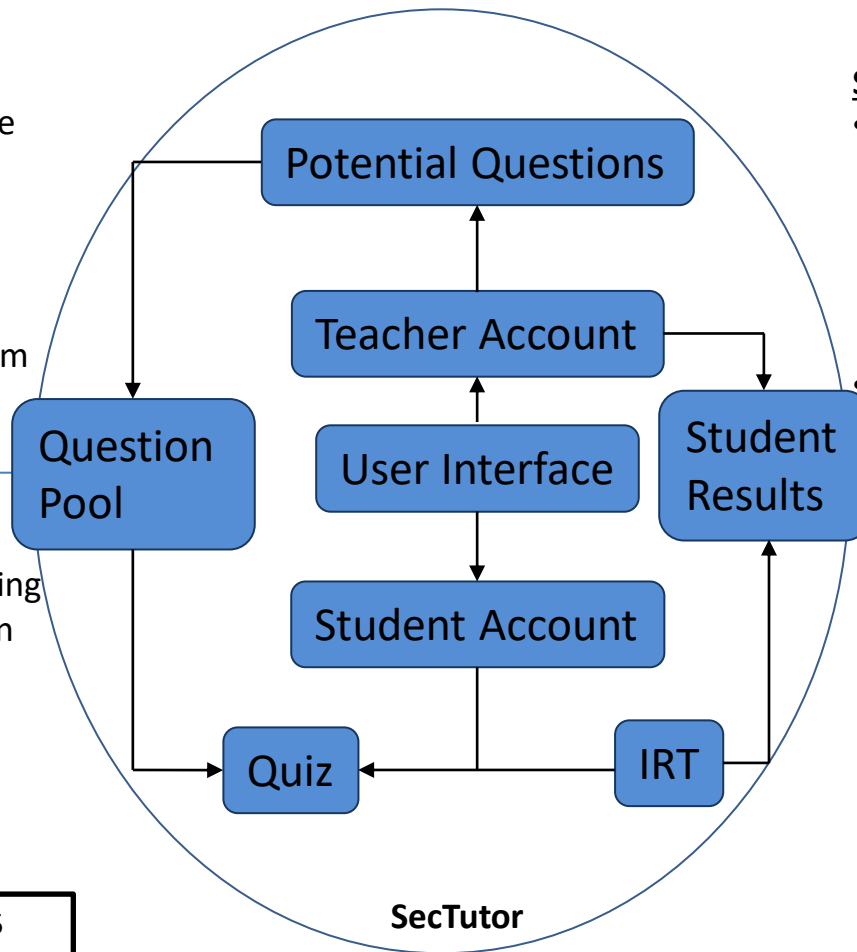 Potential Questions
Teacher Account
Question
Pool
User Interface
Student
Results
Student Account
Quiz
IRT
SecTutor